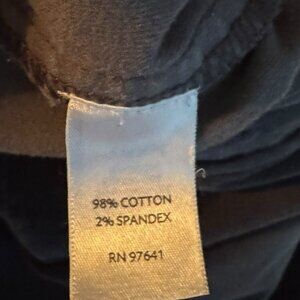 98% COTTON
2% SPANDEX
RN 97641